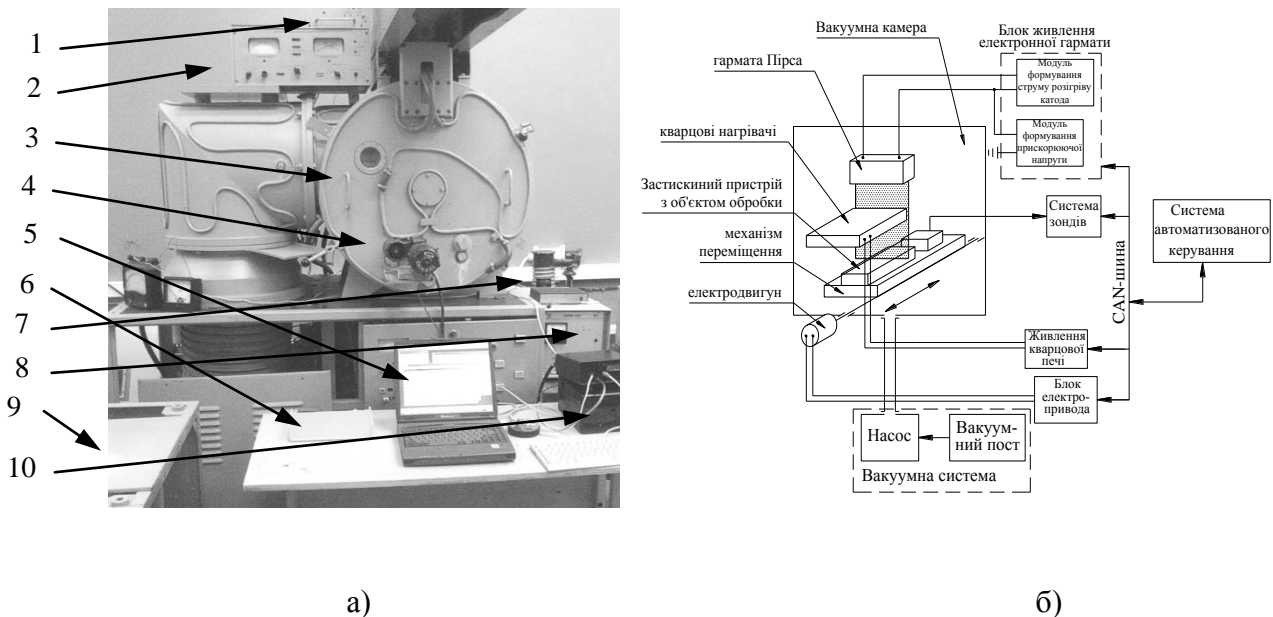 1
2
3
4
5
6
7
8
9
10
а)
Вакуумна камера
гармата Пірса
кварцові нагрівачі
Застискиний пристрій
з об'єктом обробки
механізм
переміщення
електродвигун
Блок живлення
електронної гармати
Модуль
формування
струму розігріву
катода
Модуль
формування
прискорюючої
напруги
Система
зондів
CAN-шина
Система
автоматизованого
керування
Живлення
кварцової
печі
Блок
електро-
привода
Насос
Вакуум-
ний пост
Вакуумна система
б)